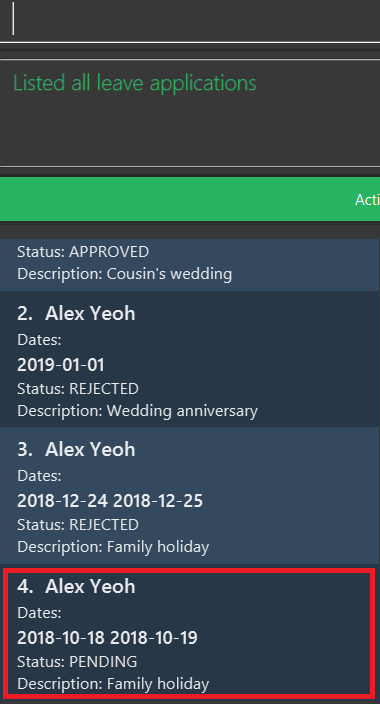 Listed all leave applications
Acti
Status: APPROVED
Description: Cousin's wedding
2. Alex Yeoh
Dates:
2019-01-01
Status: REJECTED
Description: Wedding anniversary
3. Alex Yeoh
Dates:
2018-12-24 2018-12-25
Status: REJECTED
Description: Family holiday
4. Alex Yeoh
Dates:
2018-10-18 2018-10-19
Status: PENDING
Description: Family holiday